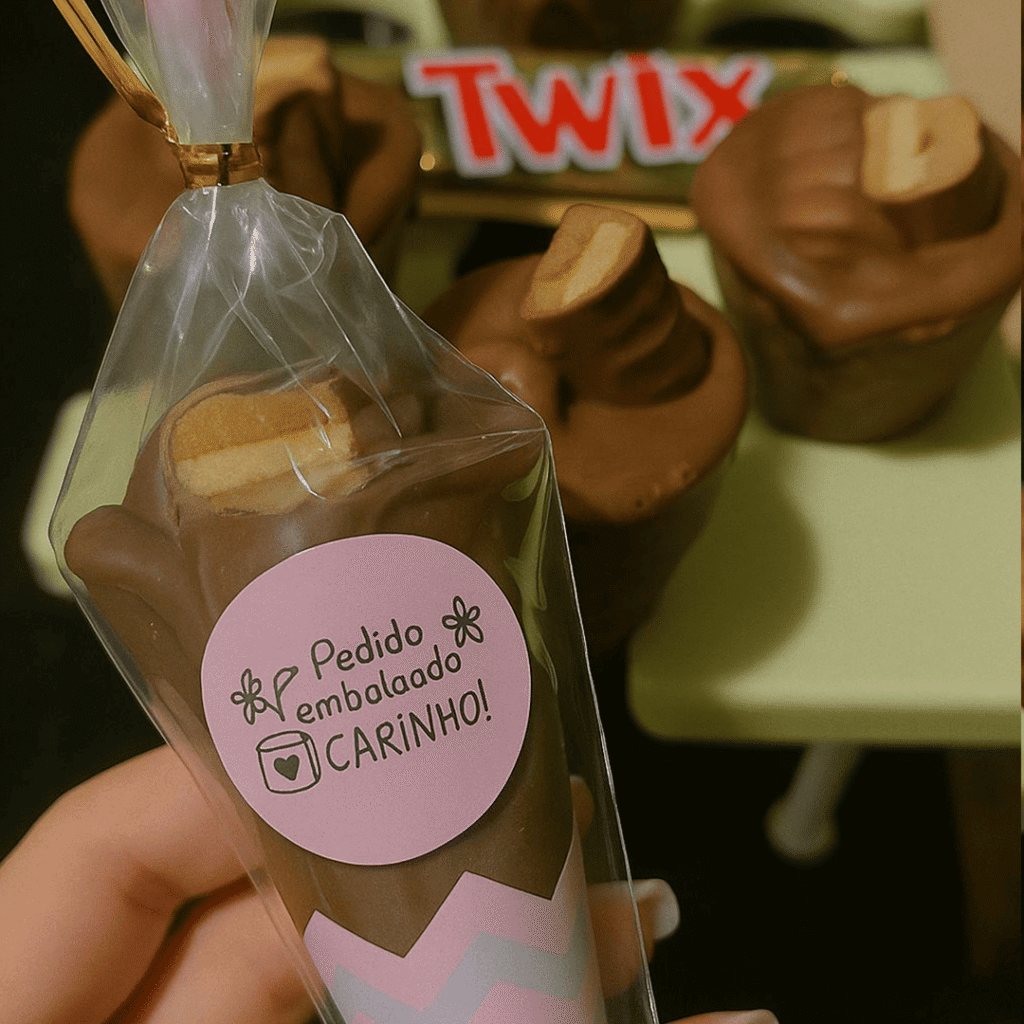 Twix
Pedido
embalaado
CARiNHO!